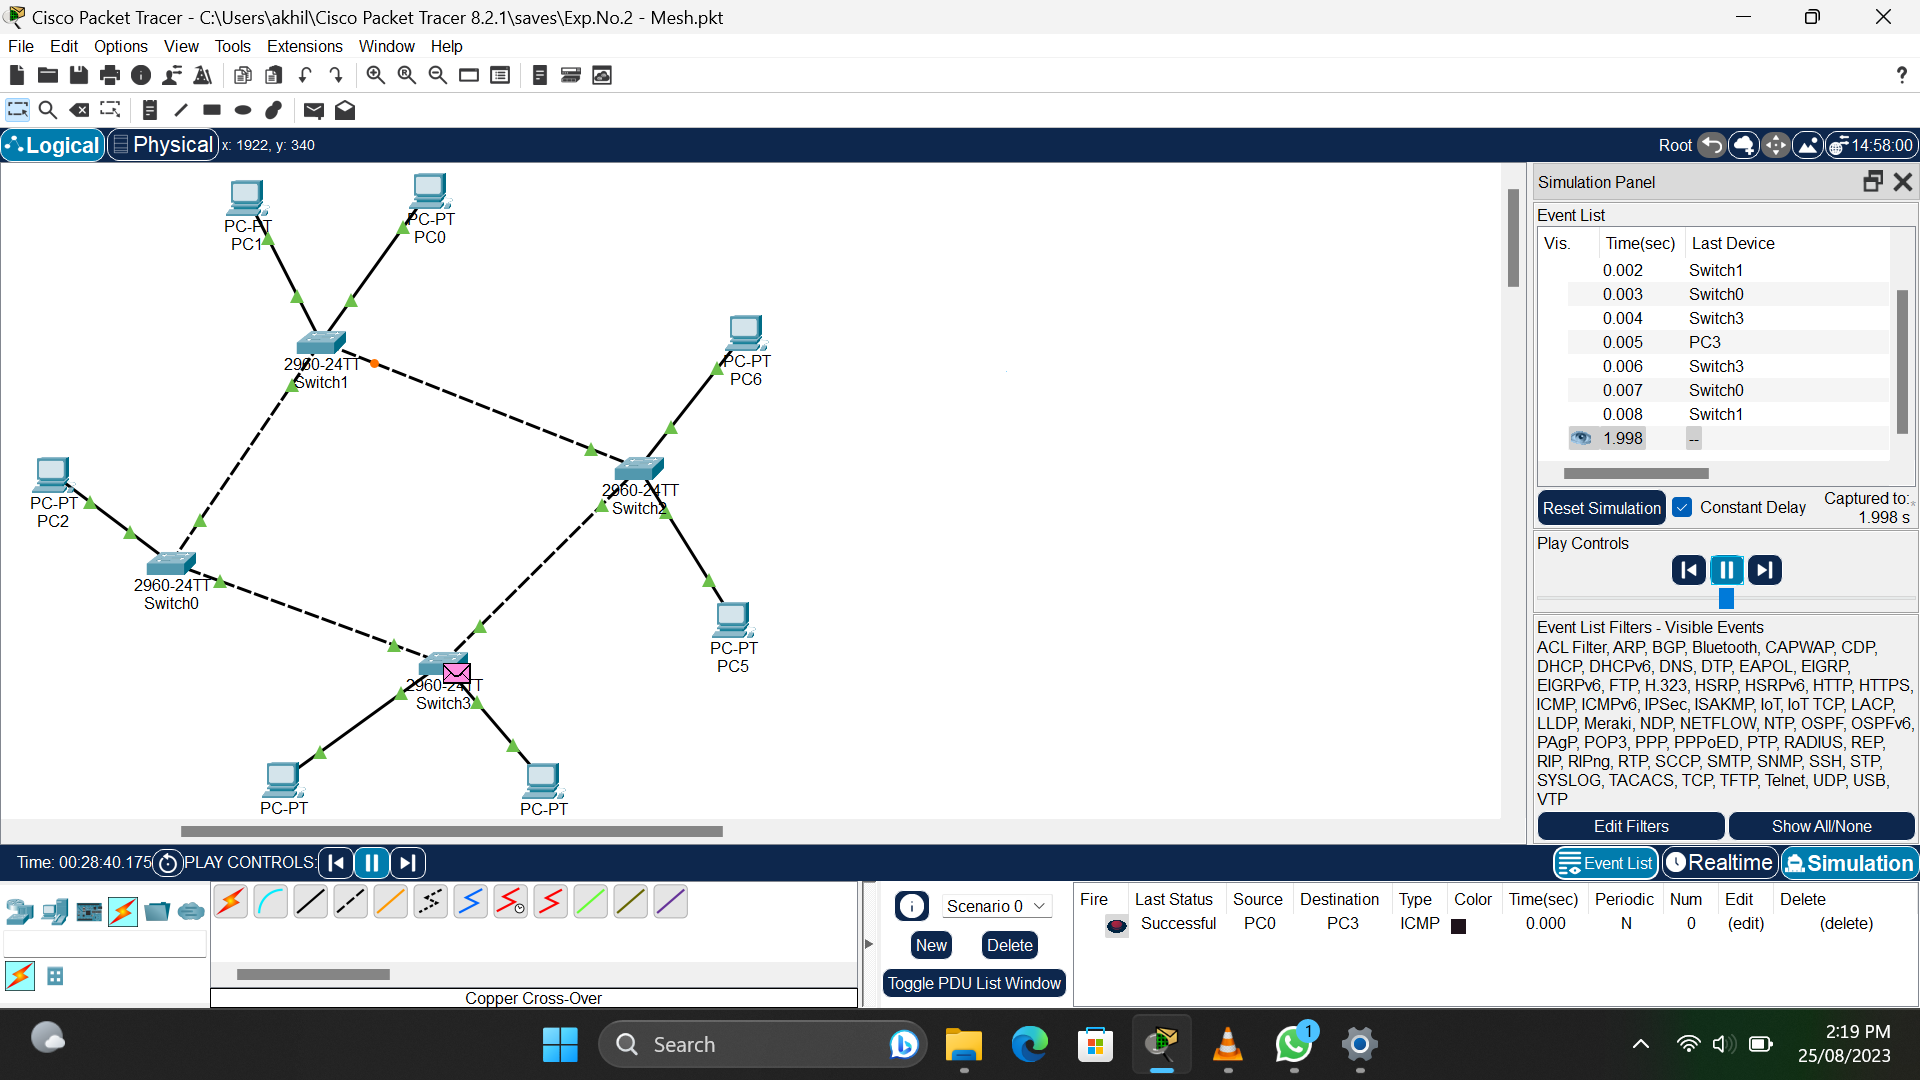 Cisco Packet Tracer - C:\Users\akhil\Cisco Packet Tracer 8.2.1\saves\Exp.No.2 - Mesh.pkt
File Edit Options View Tools Extensions Window Help
?
Logical Physical x: 1922, y: 340
Root 14:58:00
PC-PT
PC1
PC-PT
PC0
2960-24TT
Switch1
PC-PT
PC6
PC-PT
PC2
2960-24TT
Switch2
2960-24TT
Switch0
PC-PT
PC5
2960-24TT
Switch3
PC-PT
PC-PT
Simulation Panel
Event List
Vis. Time(sec) Last Device
0.002 Switch1
0.003 Switch0
0.004 Switch3
0.005 PC3
0.006 Switch3
0.007 Switch0
0.008 Switch1
1.998 --
Reset Simulation Constant Delay Captured to:*
1.998 s
Play Controls
Event List Filters - Visible Events
ACL Filter, ARP, BGP, Bluetooth, CAPWAP, CDP,
DHCP, DHCPv6, DNS, DTP, EAPOL, EIGRP,
EIGRPv6, FTP, H.323, HSRP, HSRPv6, HTTP, HTTPS,
ICMP, ICMPv6, IPSec, ISAKMP, IoT, IoT TCP, LACP,
LLDP, Meraki, NDP, NETFLOW, NTP, OSPF, OSPFv6,
PAgP, POP3, PPP, PPPoED, PTP, RADIUS, REP,
RIP, RIPng, RTP, SCCP, SMTP, SNMP, SSH, STP,
SYSLOG, TACACS, TCP, TFTP, Telnet, UDP, USB,
VTP
Edit Filters Show All/None
Time: 00:28:40.175 PLAY CONTROLS:
Event List Realtime Simulation
Copper Cross-Over
Scenario 0
New Delete
Toggle PDU List Window
Fire Last Status Source Destination Type Color Time(sec) Periodic Num Edit Delete
Successful PC0 PC3 ICMP 0.000 N 0 (edit) (delete)
Search
1
2:19 PM
25/08/2023